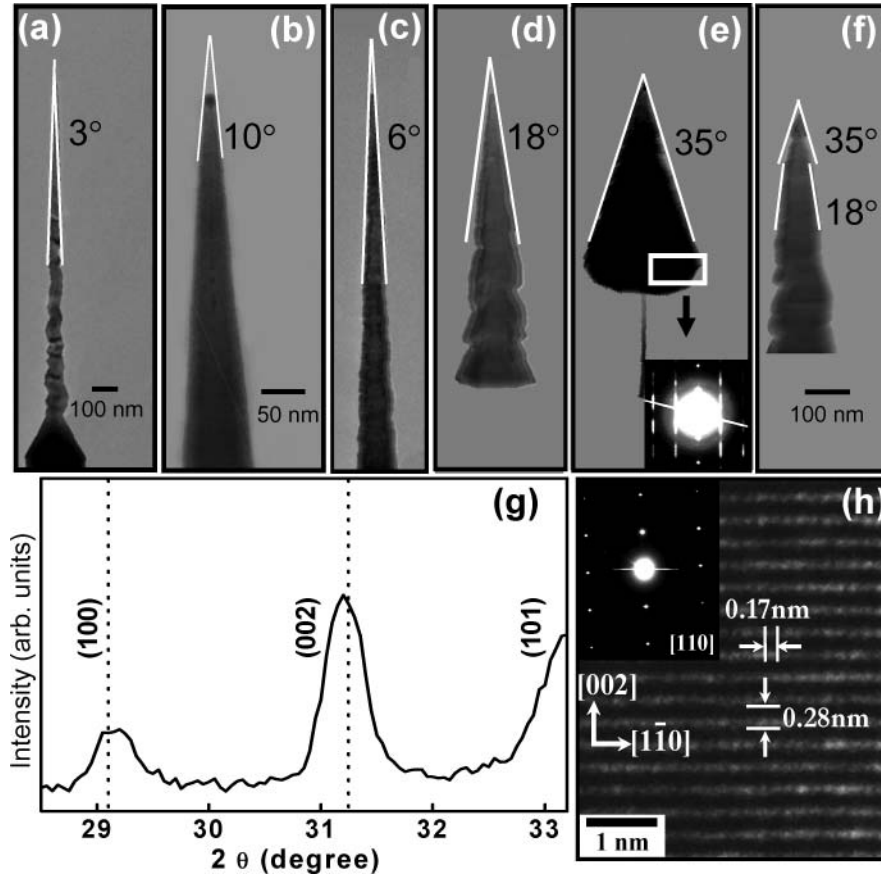 (a)
3°
100 nm
(b)
10°
50 nm
(c)
6°
(d)
18°
(e)
35°
(f)
35°
18°
100 nm
(g)
Intensity (arb. units)
(100)
(002)
(101)
29 30 31 32 33
2 θ (degree)
(h)
[110]
0.17nm
0.28nm
[002]
[11̄0]
1 nm